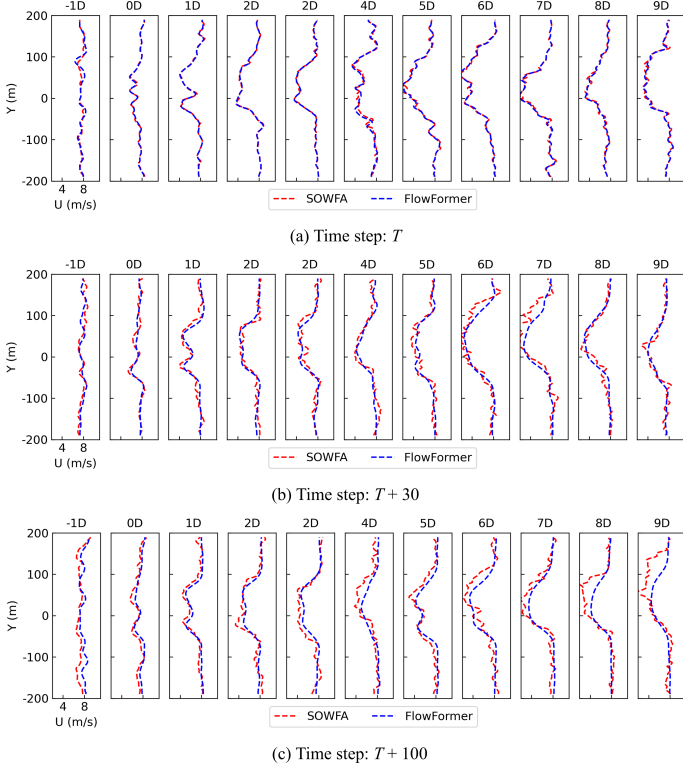 -1D 0D 1D 2D 2D 4D 5D 6D 7D 8D 9D
200
100
0
-100
-200
Y (m)
4 8
U (m/s)
SOWFA FlowFormer
(a) Time step: T
-1D 0D 1D 2D 2D 4D 5D 6D 7D 8D 9D
200
100
0
-100
-200
Y (m)
4 8
U (m/s)
SOWFA FlowFormer
(b) Time step: T + 30
-1D 0D 1D 2D 2D 4D 5D 6D 7D 8D 9D
200
100
0
-100
-200
Y (m)
4 8
U (m/s)
SOWFA FlowFormer
(c) Time step: T + 100